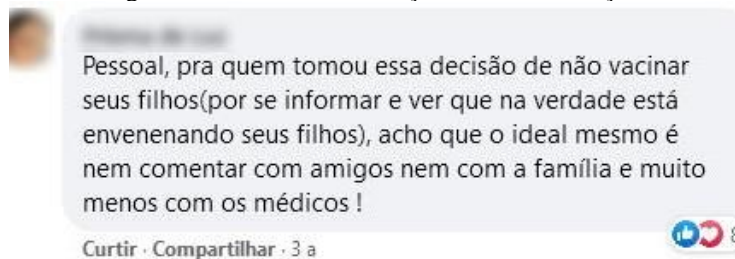 Pessoal, pra quem tomou essa decisão de não vacinar
seus filhos(por se informar e ver que na verdade está
envenenando seus filhos), acho que o ideal mesmo é
nem comentar com amigos nem com a família e muito
menos com os médicos !
Curtir · Compartilhar · 3 a